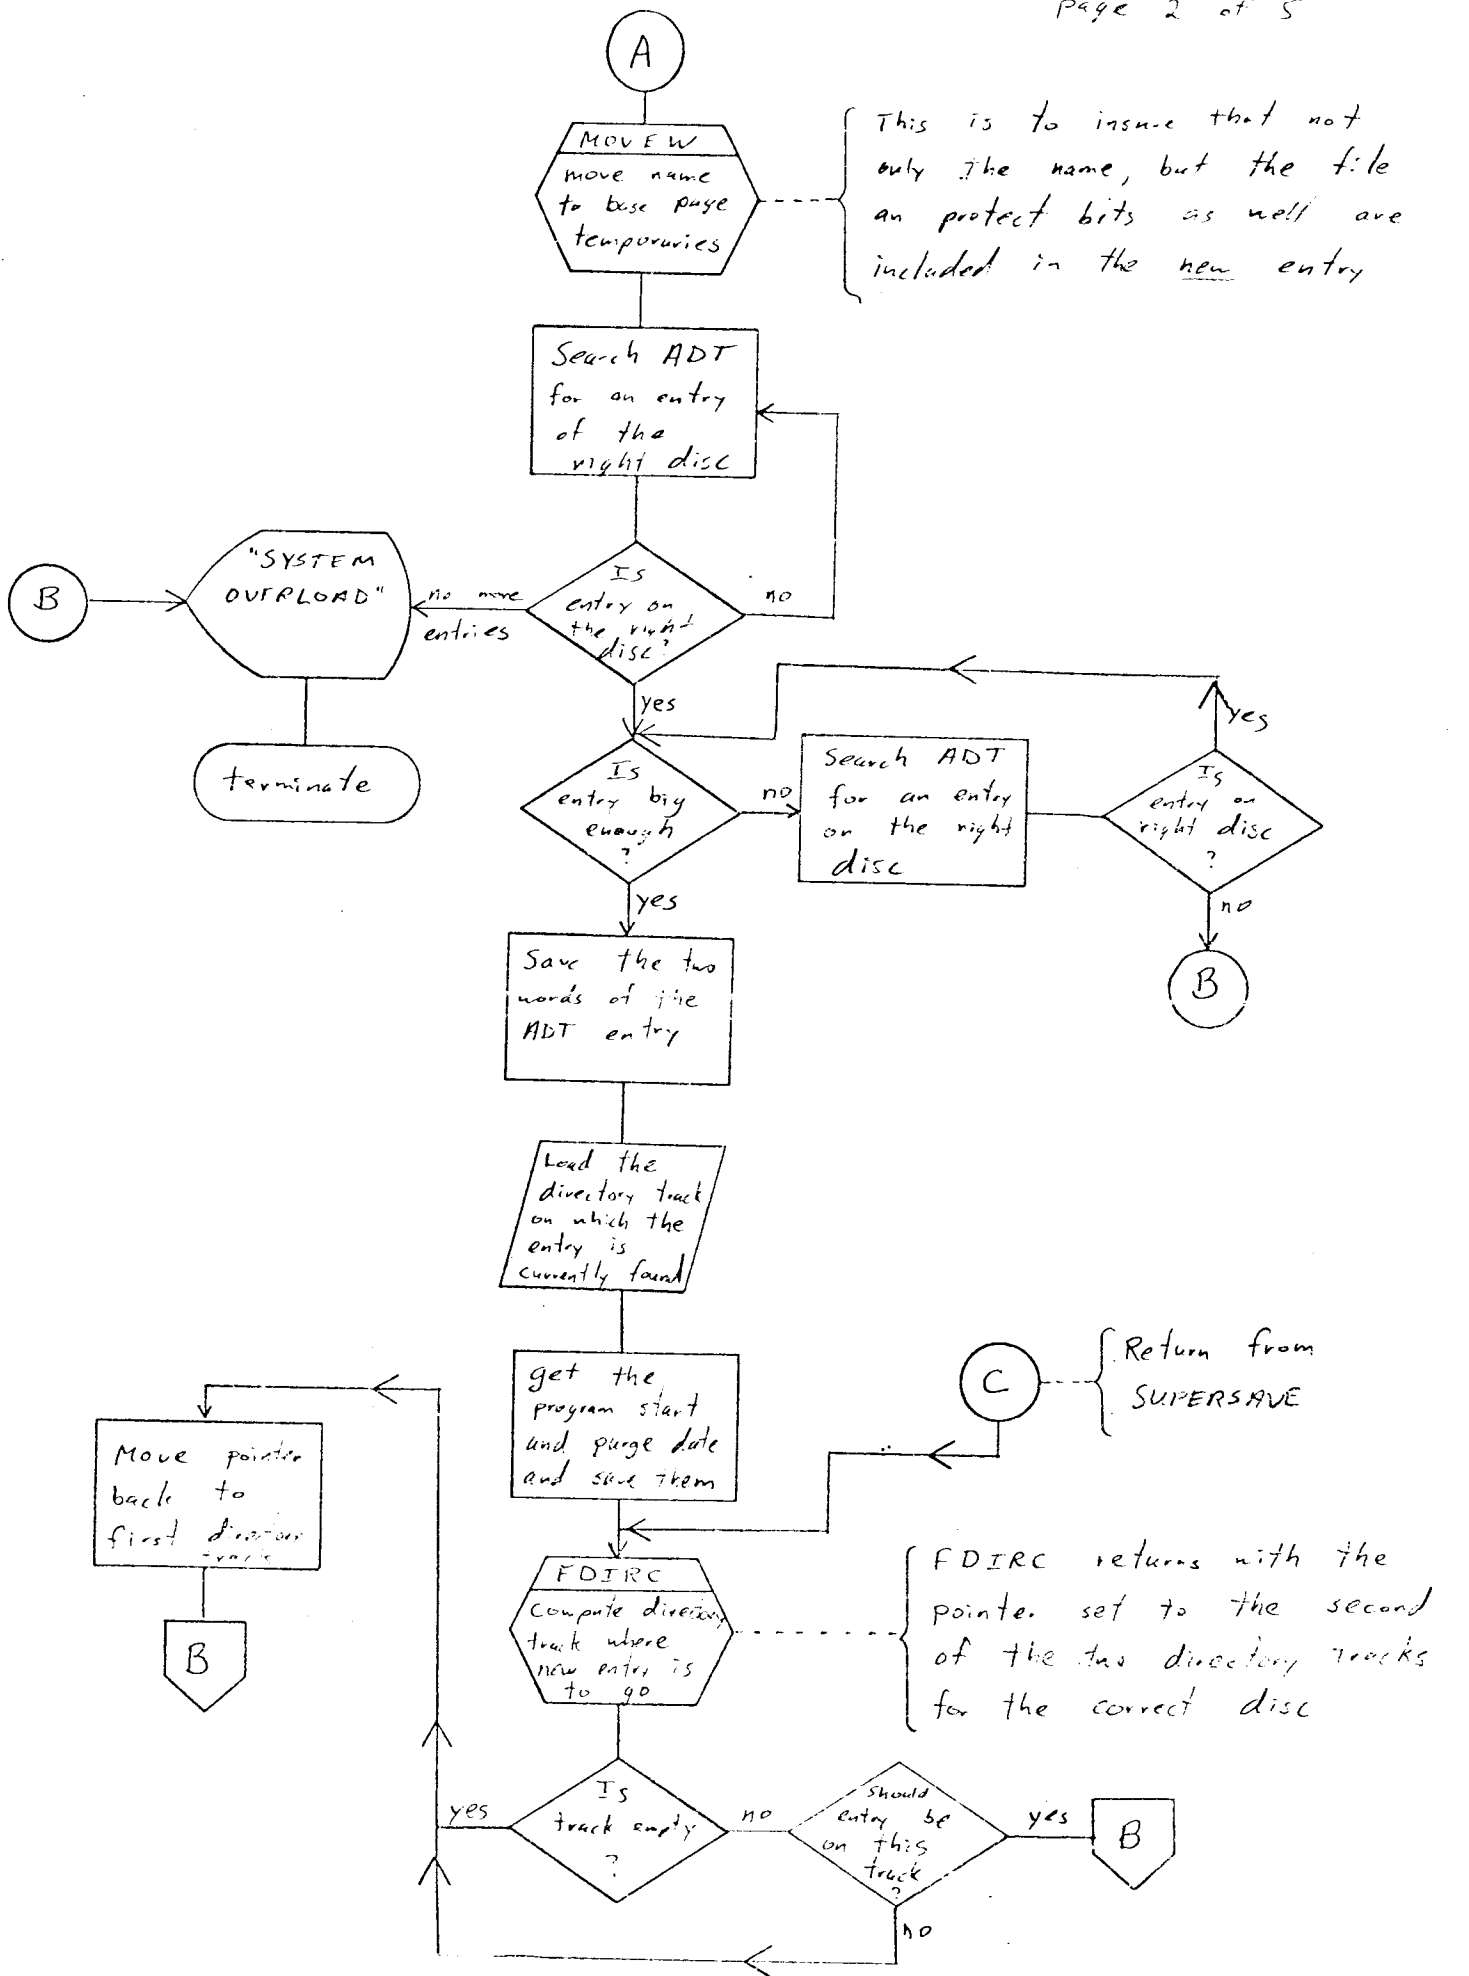 page 2 of 5
A
MOVEW
move name
to base page
temporaries
This is to insure that not
only the name, but the file
an protect bits as well are
included in the new entry
Search ADT
for an entry
of the
right disc
B
"SYSTEM
OVERLOAD"
no more
entries
Is
entry on
the right
disc?
no
yes
terminate
Is
entry big
enough
?
no
Search ADT
for an entry
on the right
disc
Is
entry on
right disc
?
yes
no
B
yes
Save the two
words of the
ADT entry
Load the
directory track
on which the
entry is
currently found
get the
program start
and purge date
and save them
C
Return from
SUPERSAVE
Move pointer
back to
first directory
track
B
FDIRC
Compute directory
track where
new entry is
to go
FDIRC returns with the
pointer set to the second
of the two directory tracks
for the correct disc
yes
Is
track empty
?
no
should
entry be
on this
track
?
yes
B
no